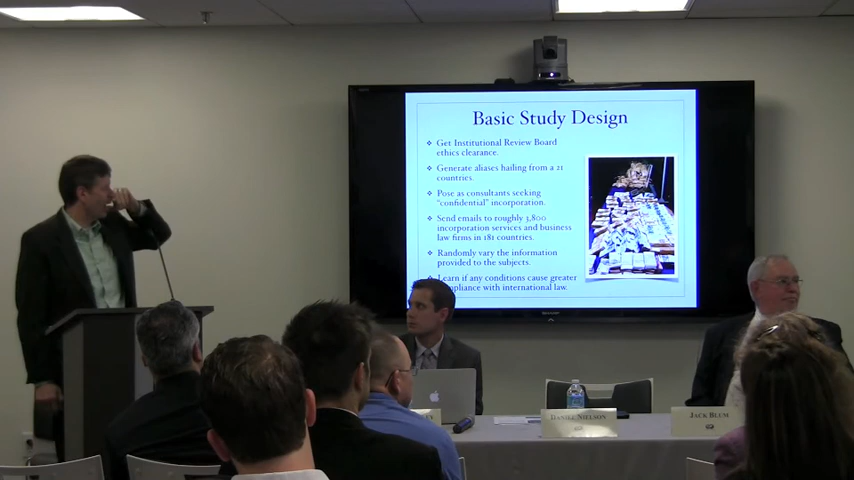 Basic Study Design
❖ Get Institutional Review Board
ethics clearance.
❖ Generate aliases hailing from a 21
countries.
❖ Pose as consultants seeking
"confidential" incorporation.
❖ Send emails to roughly 3,800
incorporation services and business
law firms in 181 countries.
❖ Randomly vary the information
provided to the subjects.
❖ Learn if any conditions cause greater
compliance with international law.
SHARP
Daniel Nielson
Jack Blum